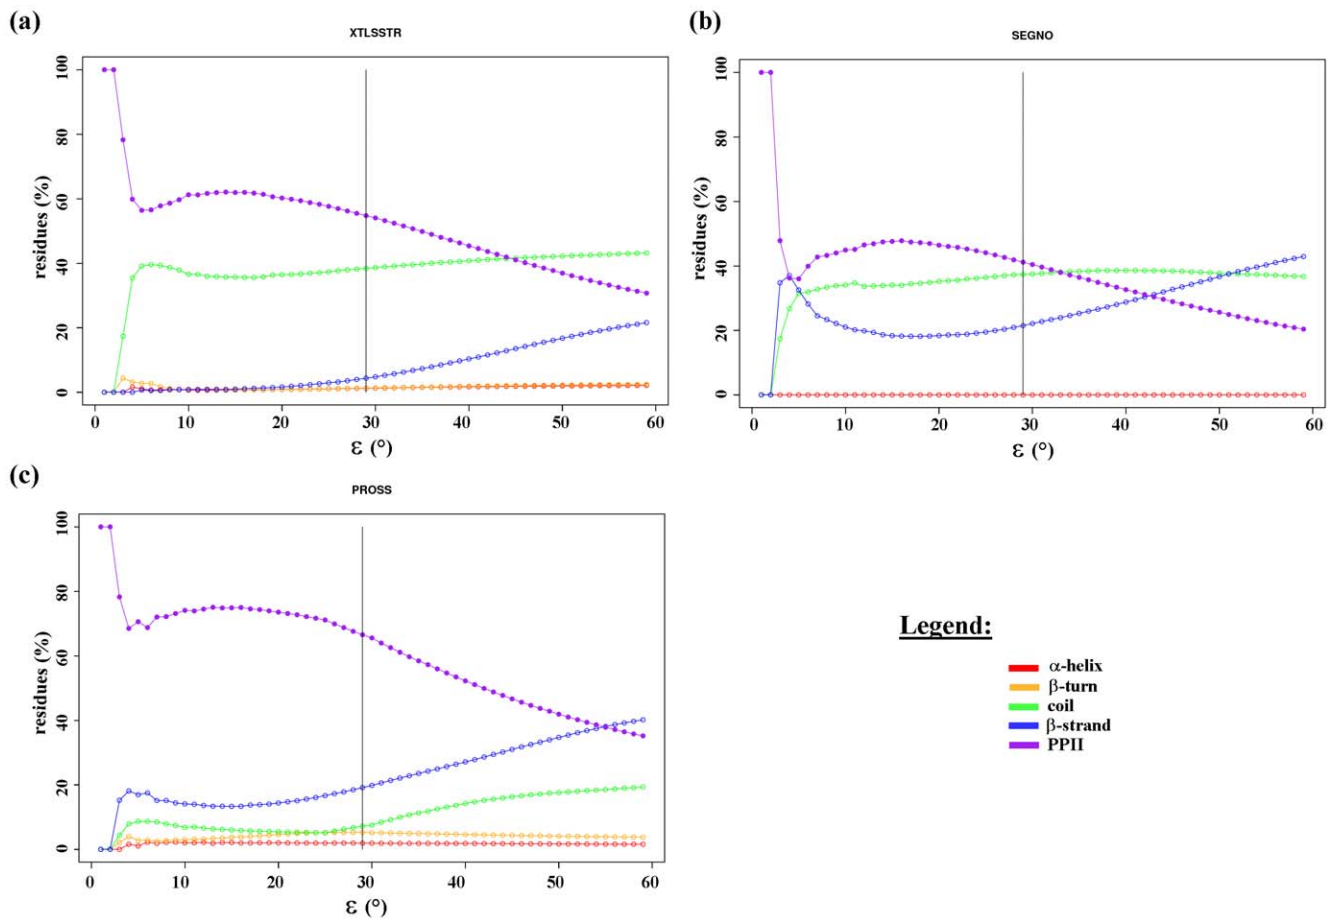 (a)
XTLSSTR
residues (%)
100
80
60
40
20
0
0 10 20 30 40 50 60
ε (°)
(b)
SEGNO
residues (%)
100
80
60
40
20
0
0 10 20 30 40 50 60
ε (°)
(c)
PROSS
residues (%)
100
80
60
40
20
0
0 10 20 30 40 50 60
ε (°)
Legend:
α-helix
β-turn
coil
β-strand
PPII